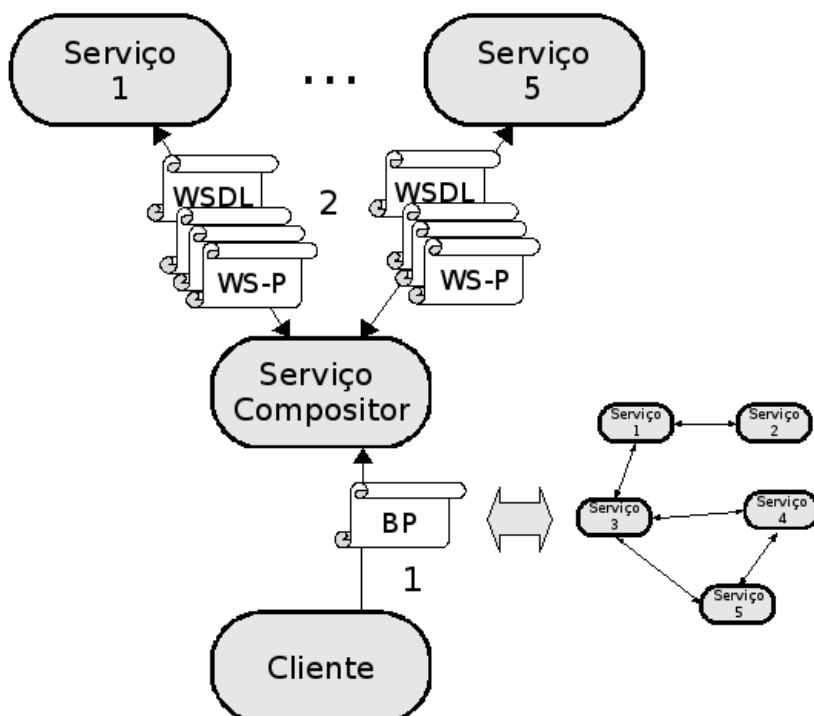 Serviço
1
...
Serviço
5
WSDL
WS-P
2
WSDL
WS-P
Serviço
Compositor
BP
1
Cliente
Serviço
1
Serviço
2
Serviço
3
Serviço
4
Serviço
5